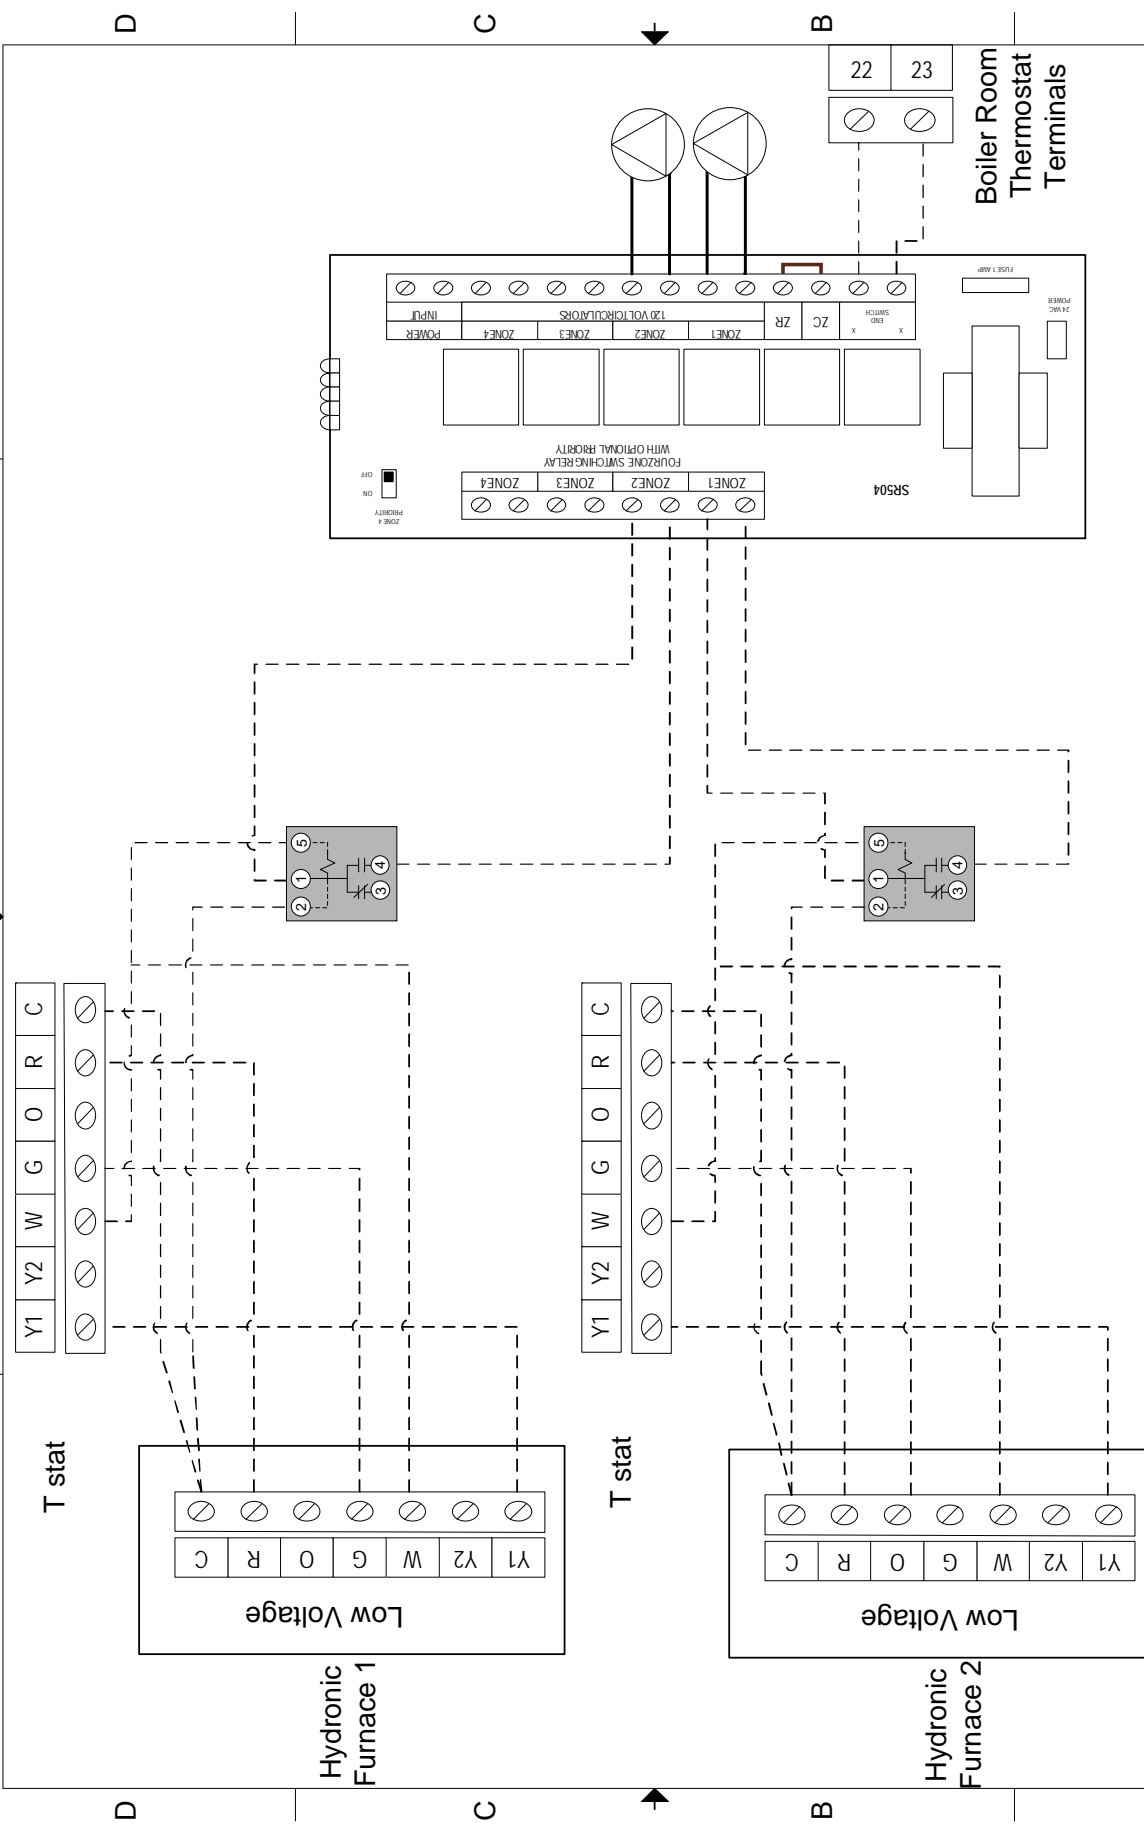 D
C
B
T stat
Y1 Y2 W G O R C
Hydronic
Furnace 1
Low Voltage
C R O G W Y2 Y1
2 1 5
3 4
T stat
Y1 Y2 W G O R C
Hydronic
Furnace 2
Low Voltage
C R O G W Y2 Y1
2 1 5
3 4
ZONE 4
PRIORITY
ON
OFF
ZONE1 ZONE2 ZONE3 ZONE4
FOURZONE SWITCHING RELAY
WITH OPTIONAL PRIORITY
SR504
X END SWITCH X
ZC
ZR
ZONE1 ZONE2 ZONE3 ZONE4
120 VOLTCIRCULATORS
POWER
INPUT
24 VAC
POWER
FUSE 1 AMP
22 23
Boiler Room
Thermostat
Terminals
D
C
B